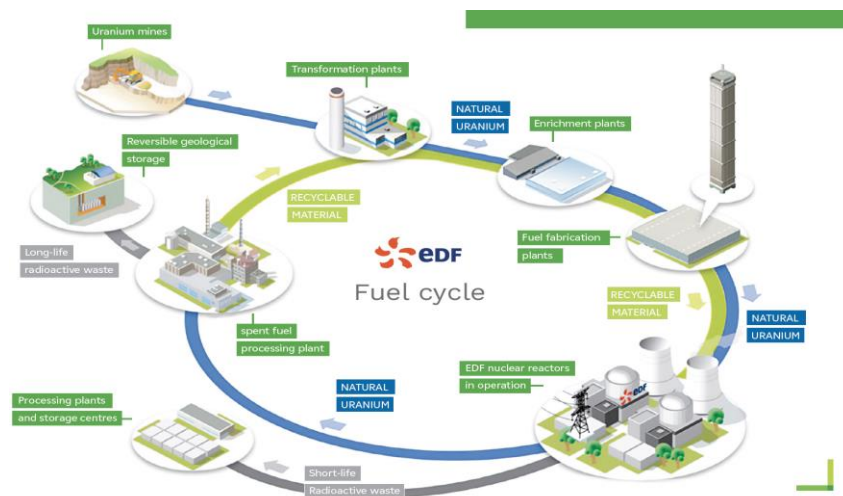 Uranium mines
Transformation plants
NATURAL
URANIUM
Enrichment plants
Reversible geological
storage
RECYCLABLE
MATERIAL
Fuel fabrication
plants
Long-life
radioactive waste
eDF
Fuel cycle
RECYCLABLE
MATERIAL
NATURAL
URANIUM
spent fuel
processing plant
EDF nuclear reactors
in operation
eDF
NATURAL
URANIUM
Processing plants
and storage centres
Short-life
Radioactive waste